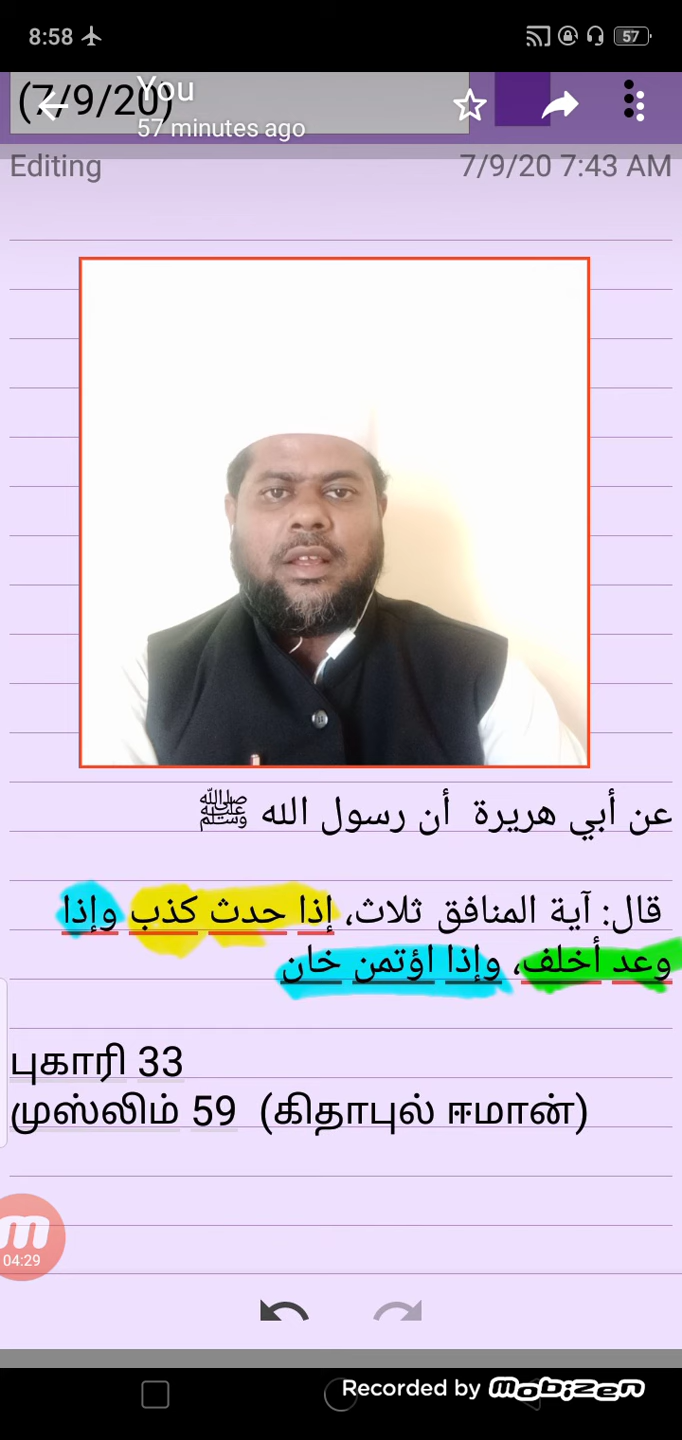 8:58
57
(7/9/20)
You
57 minutes ago
Editing 7/9/20 7:43 AM
عن أبي هريرة أن رسول الله ﷺ
قال: آية المنافق ثلاث، إذا حدث كذب وإذا
وعد أخلف، وإذا اؤتمن خان
புகாரி 33
முஸ்லிம் 59 (கிதாபுல் ஈமான்)
04:29
Recorded by mobizen